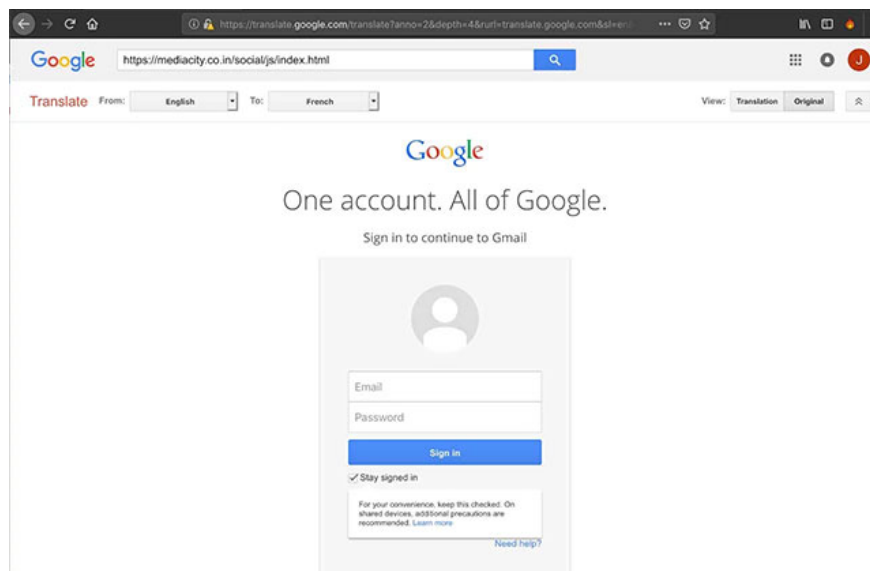 https://translate.google.com/translate?anno=2&depth=4&rurl=translate.google.com&sl=en
Google https://mediacity.co.in/social/js/index.html J
Translate From: English To: French View: Translation Original
Google
One account. All of Google.
Sign in to continue to Gmail
Email
Password
Sign in
Stay signed in
For your convenience, keep this checked. On
shared devices, additional precautions are
recommended. Learn more
Need help?